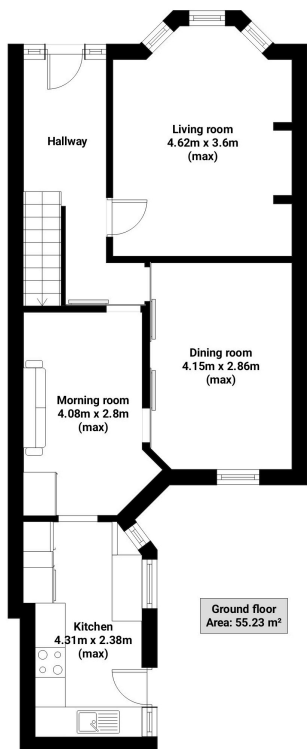 Living room
4.62m x 3.6m
(max)
Hallway
Dining room
4.15m x 2.86m
(max)
Morning room
4.08m x 2.8m
(max)
Kitchen
4.31m x 2.38m
(max)
Ground floor
Area: 55.23 m²